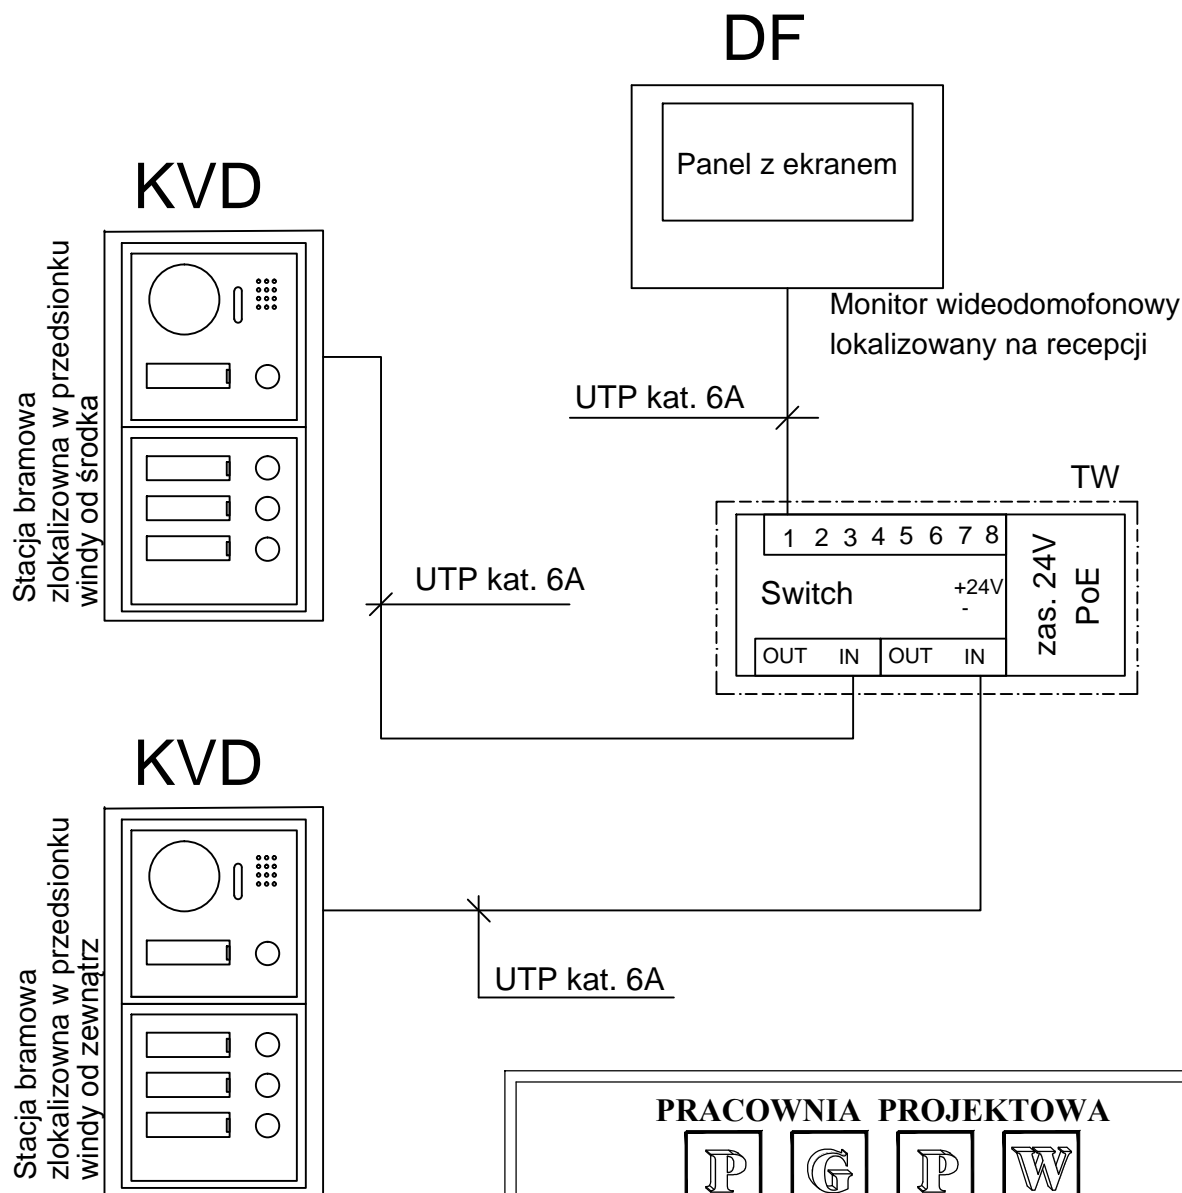 DF
Panel z ekranem
KVD
Stacja bramowa
zlokalizowna w przedsionku
windy od środka
Monitor wideodomofonowy
lokalizowany na recepcji
UTP kat. 6A
TW
1 2 3 4 5 6 7 8
Switch
+24V
-
zas. 24V
PoE
OUT IN OUT IN
UTP kat. 6A
KVD
Stacja bramowa
zlokalizowna w przedsionku
windy od zewnątrz
UTP kat. 6A
PRACOWNIA PROJEKTOWA
P G P W